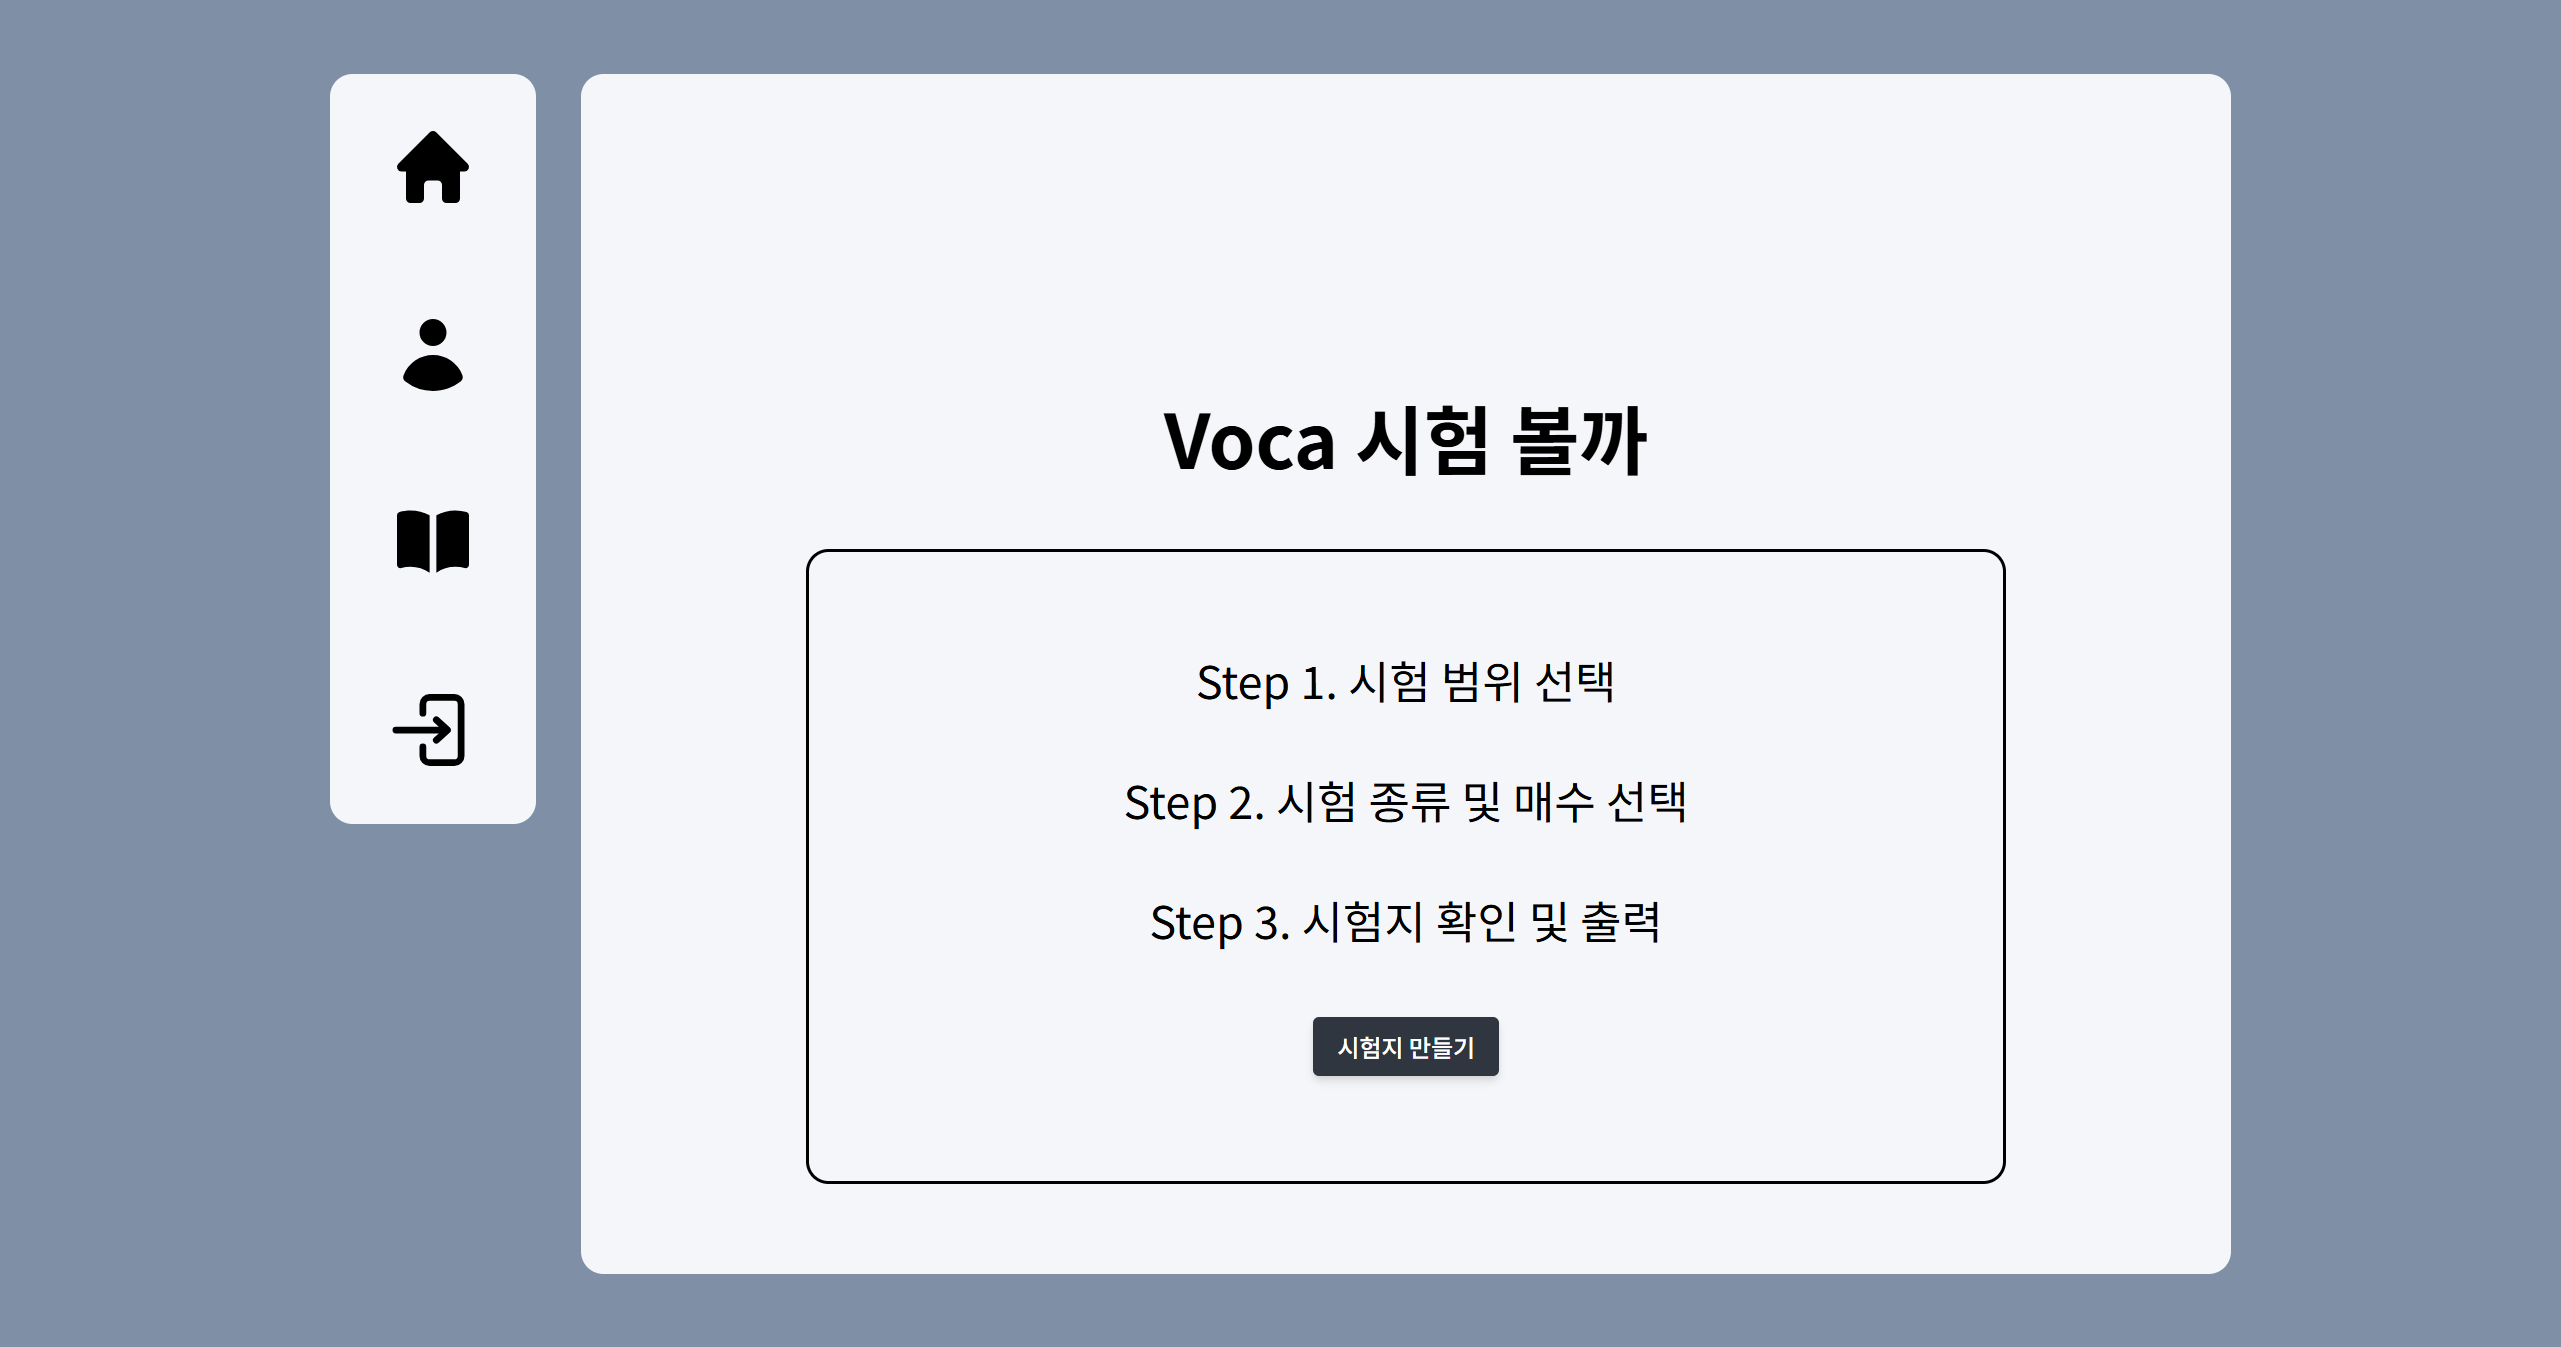 Voca 시험 볼까
Step 1. 시험 범위 선택
Step 2. 시험 종류 및 매수 선택
Step 3. 시험지 확인 및 출력
시험지 만들기